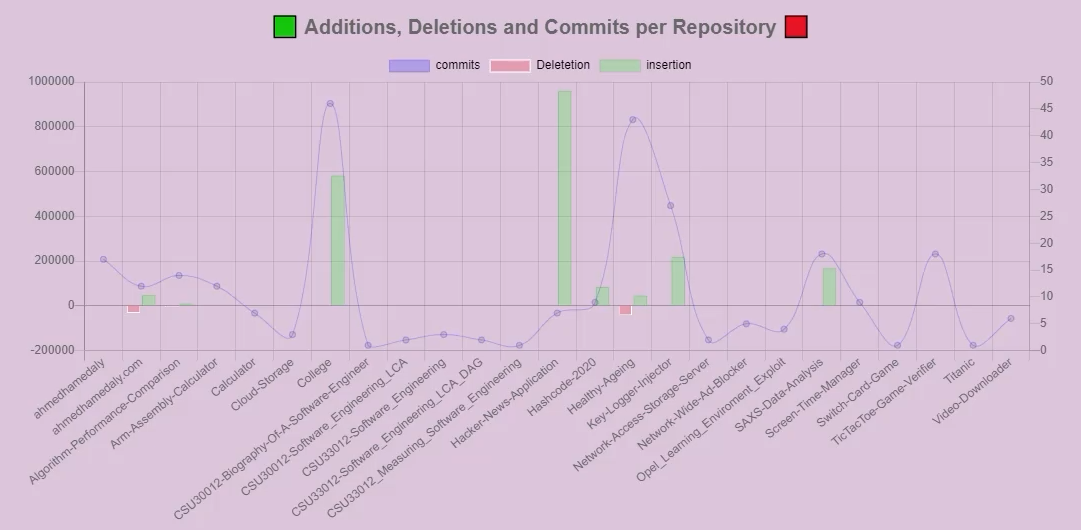 Additions, Deletions and Commits per Repository
commits Deletetion insertion
1000000
800000
600000
400000
200000
0
-200000
50
45
40
35
30
25
20
15
10
5
0
ahmedhamedaly
ahmedhamedaly.com
Algorithm-Performance-Comparison
Arm-Assembly-Calculator
Calculator
Cloud-Storage
College
CSU30012-Biography-Of-A-Software-Engineer
CSU30012-Software_Engineering_LCA
CSU33012-Software_Engineering
CSU33012-Software_Engineering_LCA_DAG
CSU33012_Measuring_Software_Engineering
Hacker-News-Application
Hashcode-2020
Healthy-Ageing
Key-Logger-Injector
Network-Access-Storage-Server
Network-Wide-Ad-Blocker
Opel_Learning_Enviroment_Exploit
SAXS-Data-Analysis
Screen-Time-Manager
Switch-Card-Game
TicTacToe-Game-Verifier
Titanic
Video-Downloader